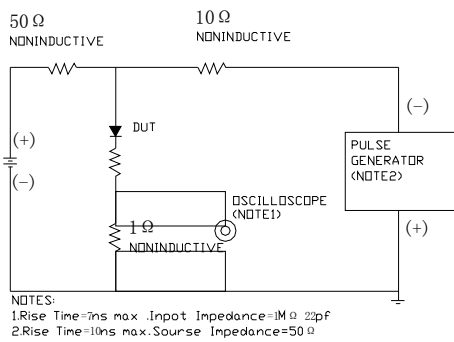 50 Ω
NONINDUCTIVE
10 Ω
NONINDUCTIVE
(+)
(-)
DUT
1 Ω
NONINDUCTIVE
OSCILLOSCOPE
(NOTE1)
(-)
PULSE
GENERATOR
(NOTE2)
(+)
NOTES:
1.Rise Time=7ns max .Inpot Impedance=1M Ω 22pf
2.Rise Time=10ns max.Sourse Impedance=50 Ω